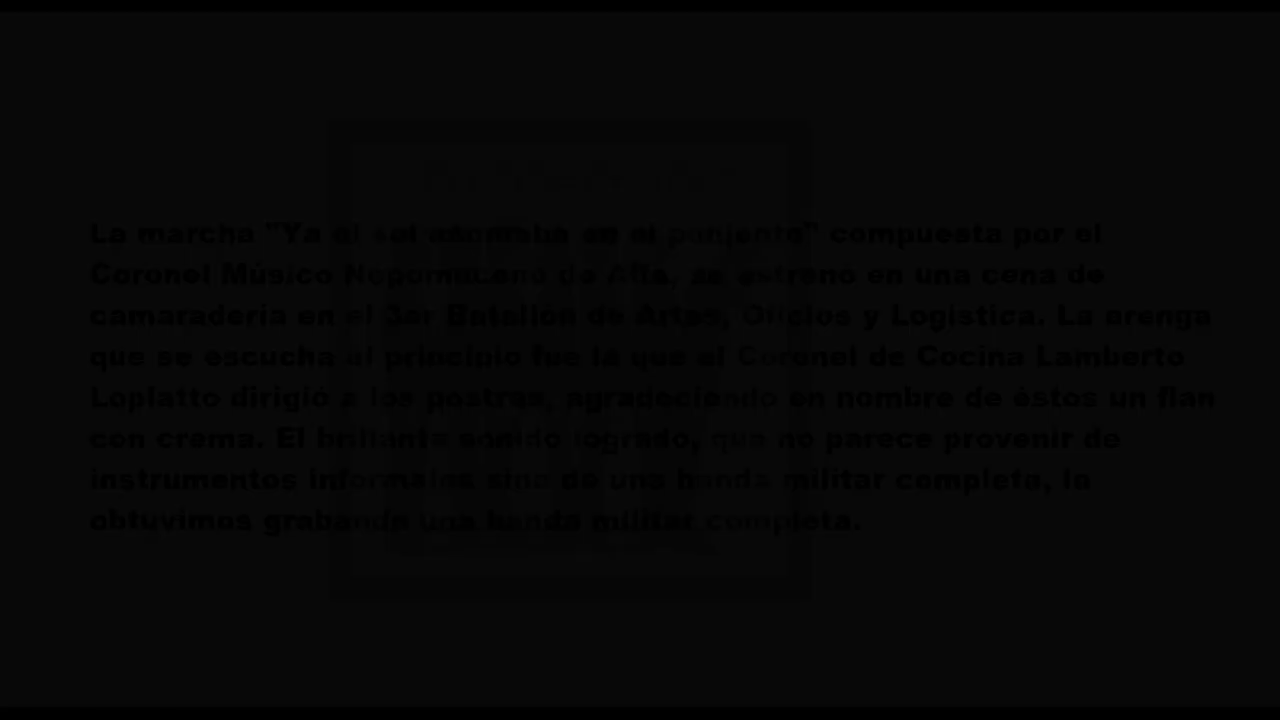 La marcha "Ya el sol asomaba en el poniente" compuesta por el
Coronel Músico Nepomuceno de Alfa, se estrenó en una cena de
camaradería en el 3er Batallón de Artes, Oficios y Logística. La arenga
que se escucha al principio fue la que el Coronel de Cocina Lamberto
Lopiatto dirigió a los postres, agradeciendo en nombre de éstos un flan
con crema. El brillante sonido logrado, que no parece provenir de
instrumentos informales sino de una banda militar completa, lo
obtuvimos grabando una banda militar completa.